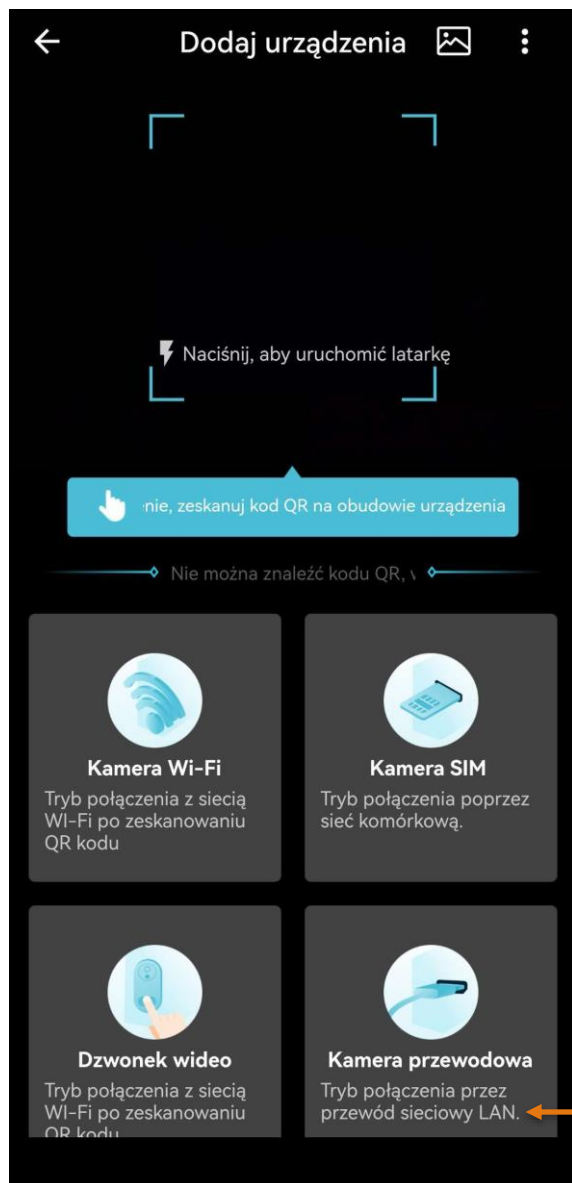 Dodaj urządzenia
Naciśnij, aby uruchomić latarkę
nie, zeskanuj kod QR na obudowie urządzenia
Nie można znaleźć kodu QR,
Kamera Wi-Fi
Tryb połączenia z siecią
WI-Fi po zeskanowaniu
QR kodu
Kamera SIM
Tryb połączenia poprzez
sieć komórkową.
Dzwonek wideo
Tryb połączenia z siecią
WI-Fi po zeskanowaniu
QR kodu
Kamera przewodowa
Tryb połączenia przez
przewód sieciowy LAN.